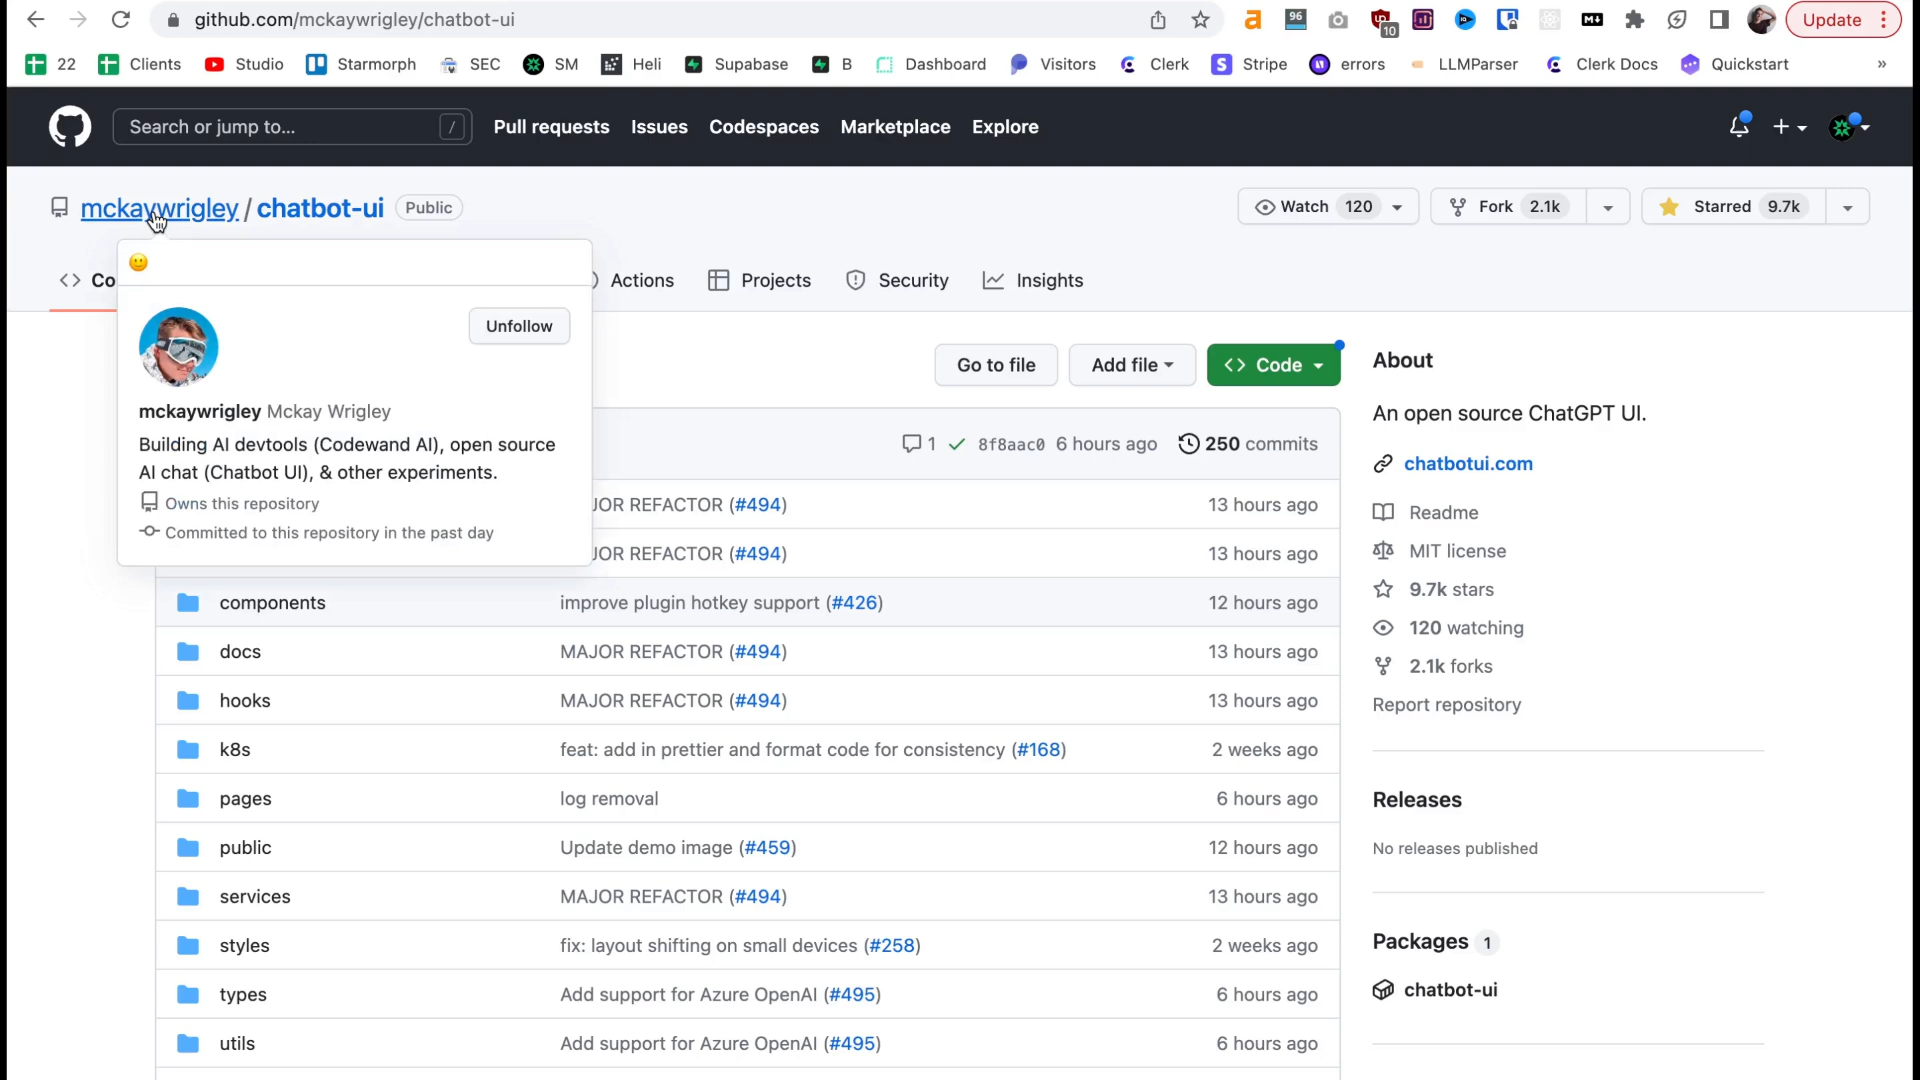 github.com/mckaywrigley/chatbot-ui
96
10
Update
22
Clients
Studio
Starmorph
SEC
SM
Heli
Supabase
B
Dashboard
Visitors
Clerk
Stripe
errors
LLMParser
Clerk Docs
Quickstart
»
Search or jump to...
/
Pull requests
Issues
Codespaces
Marketplace
Explore
mckaywrigley / chatbot-ui
Public
Watch 120
Fork 2.1k
Starred 9.7k
<> Co
Actions
Projects
Security
Insights
Unfollow
mckaywrigley Mckay Wrigley
Building AI devtools (Codewand AI), open source
AI chat (Chatbot UI), & other experiments.
Owns this repository
Committed to this repository in the past day
Go to file
Add file
<> Code
1
8f8aac0 6 hours ago
250 commits
JOR REFACTOR (#494)
13 hours ago
JOR REFACTOR (#494)
13 hours ago
components
improve plugin hotkey support (#426)
12 hours ago
docs
MAJOR REFACTOR (#494)
13 hours ago
hooks
MAJOR REFACTOR (#494)
13 hours ago
k8s
feat: add in prettier and format code for consistency (#168)
2 weeks ago
pages
log removal
6 hours ago
public
Update demo image (#459)
12 hours ago
services
MAJOR REFACTOR (#494)
13 hours ago
styles
fix: layout shifting on small devices (#258)
2 weeks ago
types
Add support for Azure OpenAI (#495)
6 hours ago
utils
Add support for Azure OpenAI (#495)
6 hours ago
About
An open source ChatGPT UI.
chatbotui.com
Readme
MIT license
9.7k stars
120 watching
2.1k forks
Report repository
Releases
No releases published
Packages 1
chatbot-ui